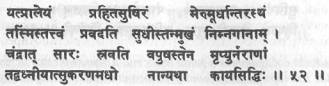 यत्प्रालेयं प्रहितसुषिरं मेरुमूर्धान्तरस्थं
तस्मिंस्तत्त्वं प्रवदति सुधीस्तन्मुखं निम्नगानाम् ।
चंद्रात् सारः स्रवति वपुषस्तेन मृत्युर्नराणां
तद्बध्नीयात्सुकरणमधो नान्यथा कायसिद्धिः ॥ ५२ ॥